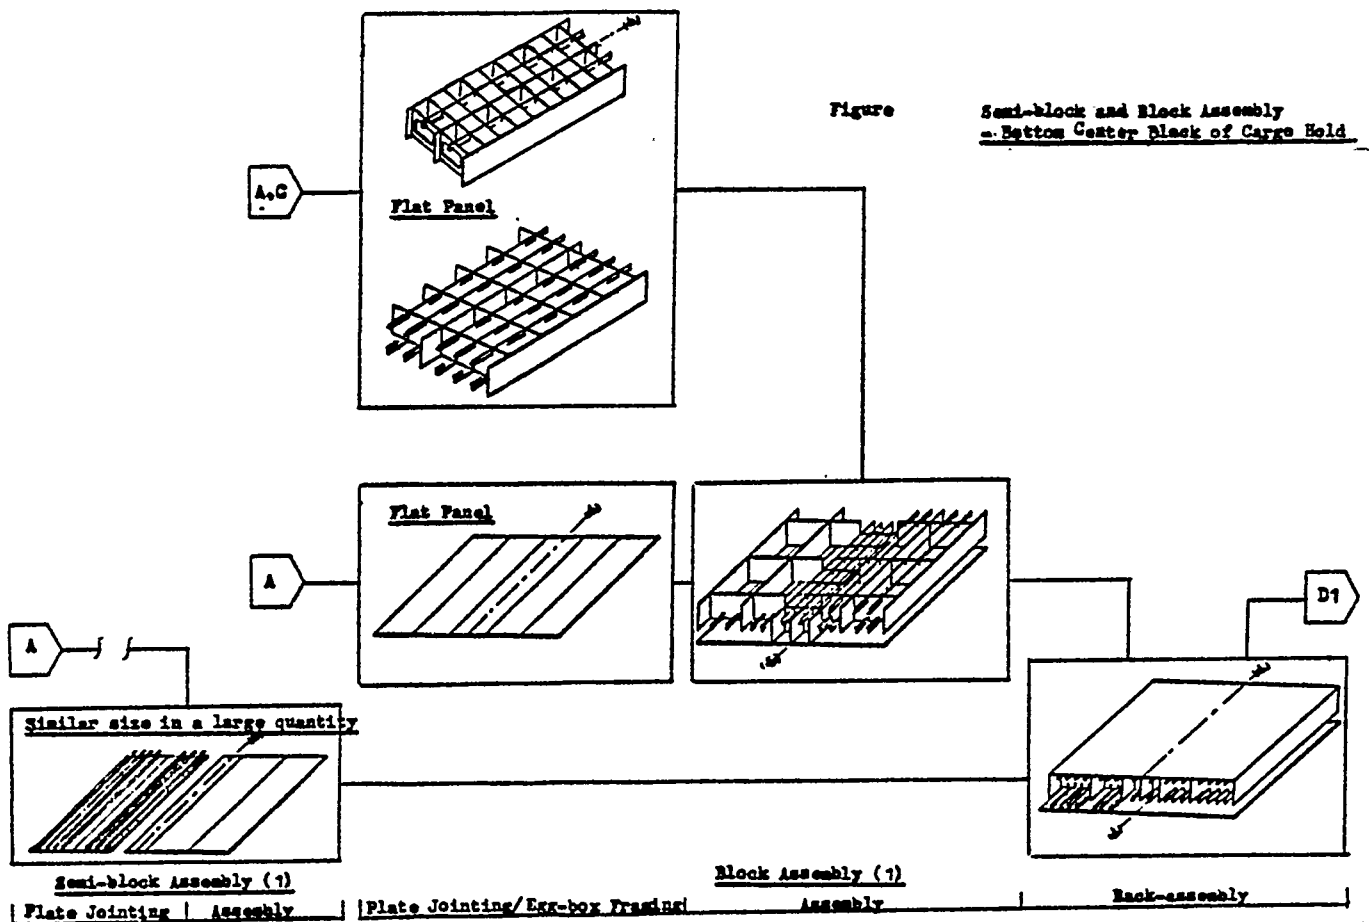 Figure
Semi-block and Block Assembly
- Bottom Center Block of Cargo Hold
A,C
Flat Panel
Flat Panel
A
D1
A
Similar size in a large quantity
Semi-block Assembly (1)
Block Assembly (1)
Plate Jointing | Assembly | Plate Jointing/Egg-box Framing | Assembly | Back-assembly